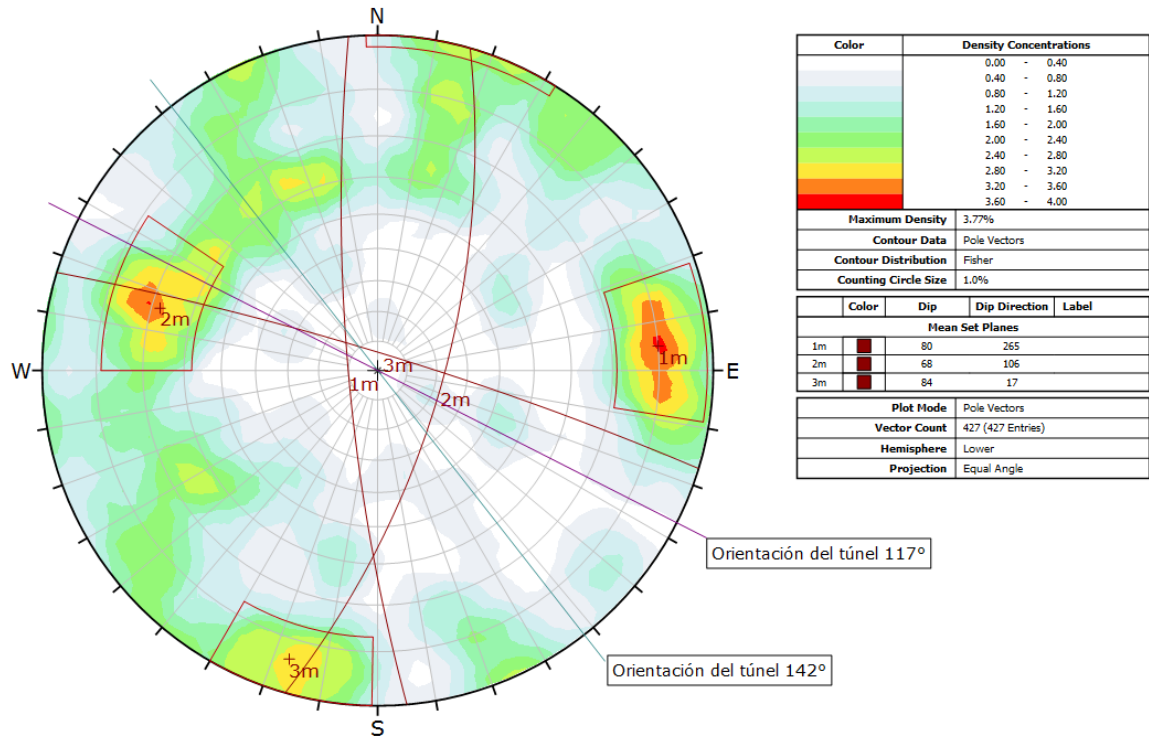 N
W
E
S
2m
1m
3m
1m
2m
3m
Orientación del túnel 117º
Orientación del túnel 142º
Color Density Concentrations
0.00 - 0.40
0.40 - 0.80
0.80 - 1.20
1.20 - 1.60
1.60 - 2.00
2.00 - 2.40
2.40 - 2.80
2.80 - 3.20
3.20 - 3.60
3.60 - 4.00
Maximum Density 3.77%
Contour Data Pole Vectors
Contour Distribution Fisher
Counting Circle Size 1.0%
Color Dip Dip Direction Label
Mean Set Planes
1m 80 265
2m 68 106
3m 84 17
Plot Mode Pole Vectors
Vector Count 427 (427 Entries)
Hemisphere Lower
Projection Equal Angle